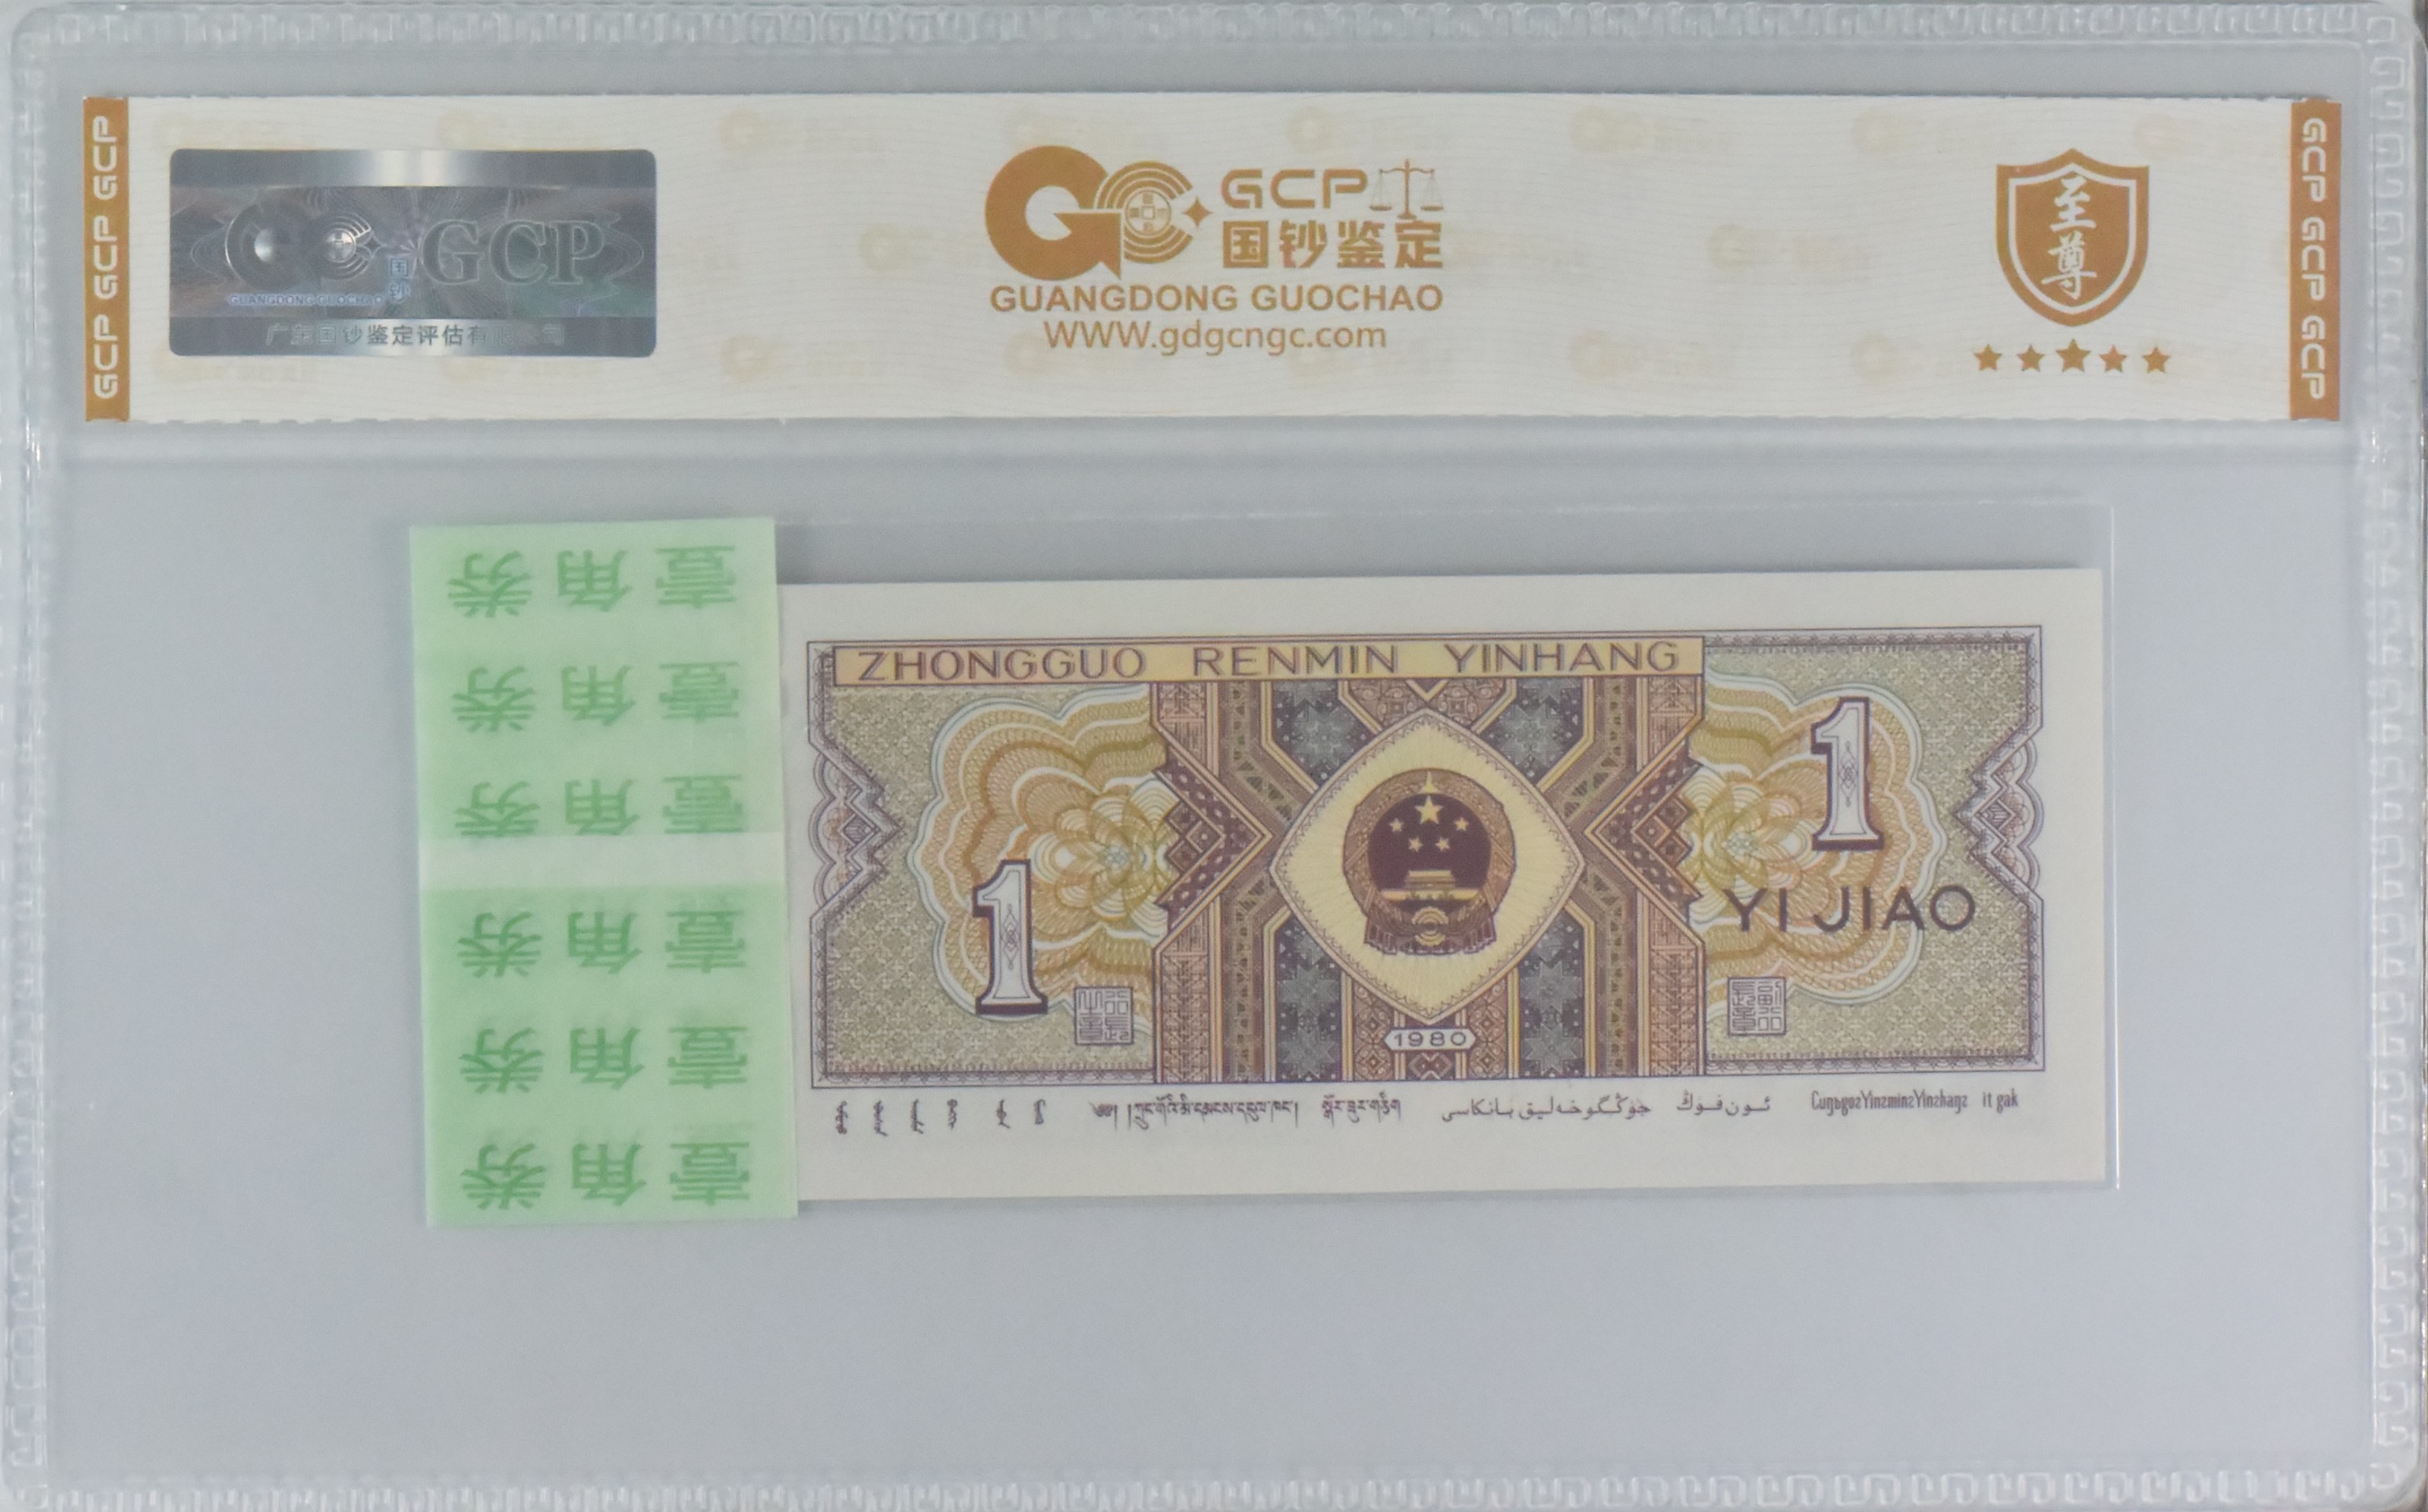 GCP GCP GCP
GCP
国钞
GUANGDONG GUOCHAO
广东国钞鉴定评估有限公司
GCP
国钞鉴定
GUANGDONG GUOCHAO
WWW.gdgcngc.com
至尊
GCP GCP GCP
壹角券
壹角券
壹角券
壹角券
壹角券
壹角券
ZHONGGUO RENMIN YINHANG
1
1
YI JIAO
1980
جۇڭگوخەلىق بانكاسى